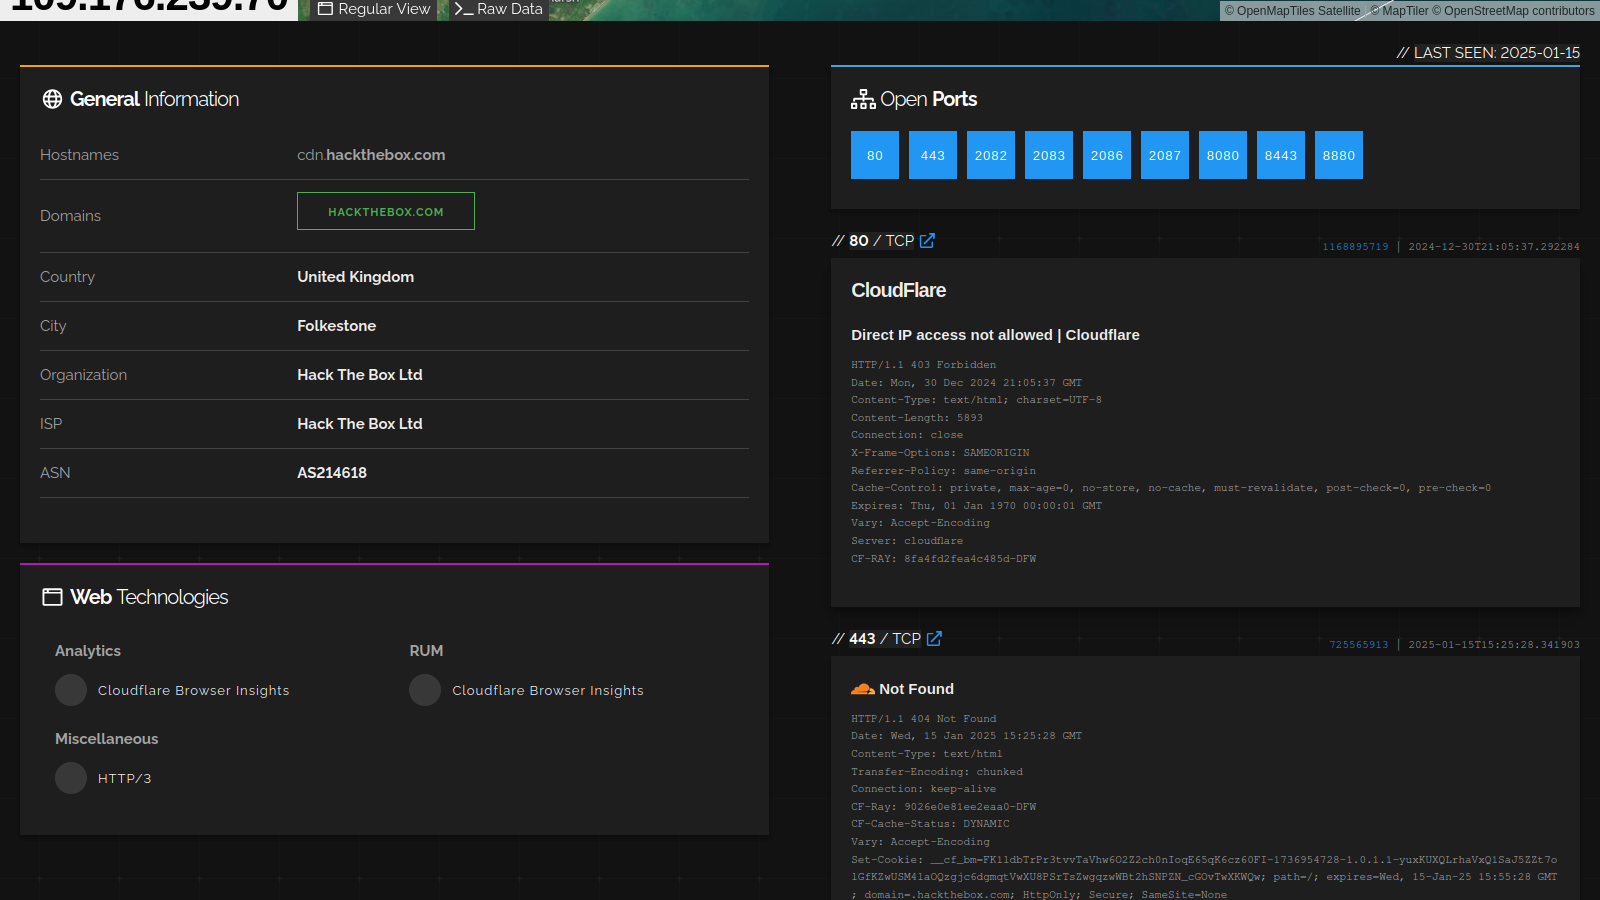 109.176.239.70
Regular View
Raw Data
© OpenMapTiles Satellite © MapTiler © OpenStreetMap contributors
// LAST SEEN: 2025-01-15
General Information
Hostnames cdn.hackthebox.com
Domains HACKTHEBOX.COM
Country United Kingdom
City Folkestone
Organization Hack The Box Ltd
ISP Hack The Box Ltd
ASN AS214618
Web Technologies
Analytics
Cloudflare Browser Insights
RUM
Cloudflare Browser Insights
Miscellaneous
HTTP/3
Open Ports
80 443 2082 2083 2086 2087 8080 8443 8880
// 80 / TCP
1168895719 | 2024-12-30T21:05:37.292284
CloudFlare
Direct IP access not allowed | Cloudflare
HTTP/1.1 403 Forbidden
Date: Mon, 30 Dec 2024 21:05:37 GMT
Content-Type: text/html; charset=UTF-8
Content-Length: 5893
Connection: close
X-Frame-Options: SAMEORIGIN
Referrer-Policy: same-origin
Cache-Control: private, max-age=0, no-store, no-cache, must-revalidate, post-check=0, pre-check=0
Expires: Thu, 01 Jan 1970 00:00:01 GMT
Vary: Accept-Encoding
Server: cloudflare
CF-RAY: 8fa4fd2fea4c485d-DFW
// 443 / TCP
725565913 | 2025-01-15T15:25:28.341903
Not Found
HTTP/1.1 404 Not Found
Date: Wed, 15 Jan 2025 15:25:28 GMT
Content-Type: text/html
Transfer-Encoding: chunked
Connection: keep-alive
CF-Ray: 9026e0e81ee2eaa0-DFW
CF-Cache-Status: DYNAMIC
Vary: Accept-Encoding
Set-Cookie: __cf_bm=FK1ldbTrPr3tvvTaVhw6O2Z2ch0nIoqE65qK6cz60FI-1736954728-1.0.1.1-yuxKUXQLrhaVxQ1SaJ5ZZt7o
lGfKZwUSM41aOQzgjc6dgmqtVwXU8PSrTsZwgqzwWBt2hSNPZN_cGOvTwXKWQw; path=/; expires=Wed, 15-Jan-25 15:55:28 GMT
; domain=.hackthebox.com; HttpOnly; Secure; SameSite=None